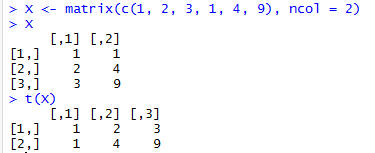 > X <- matrix(c(1, 2, 3, 1, 4, 9), ncol = 2)
> X
     [,1] [,2]
[1,]    1    1
[2,]    2    4
[3,]    3    9
> t(X)
     [,1] [,2] [,3]
[1,]    1    2    3
[2,]    1    4    9